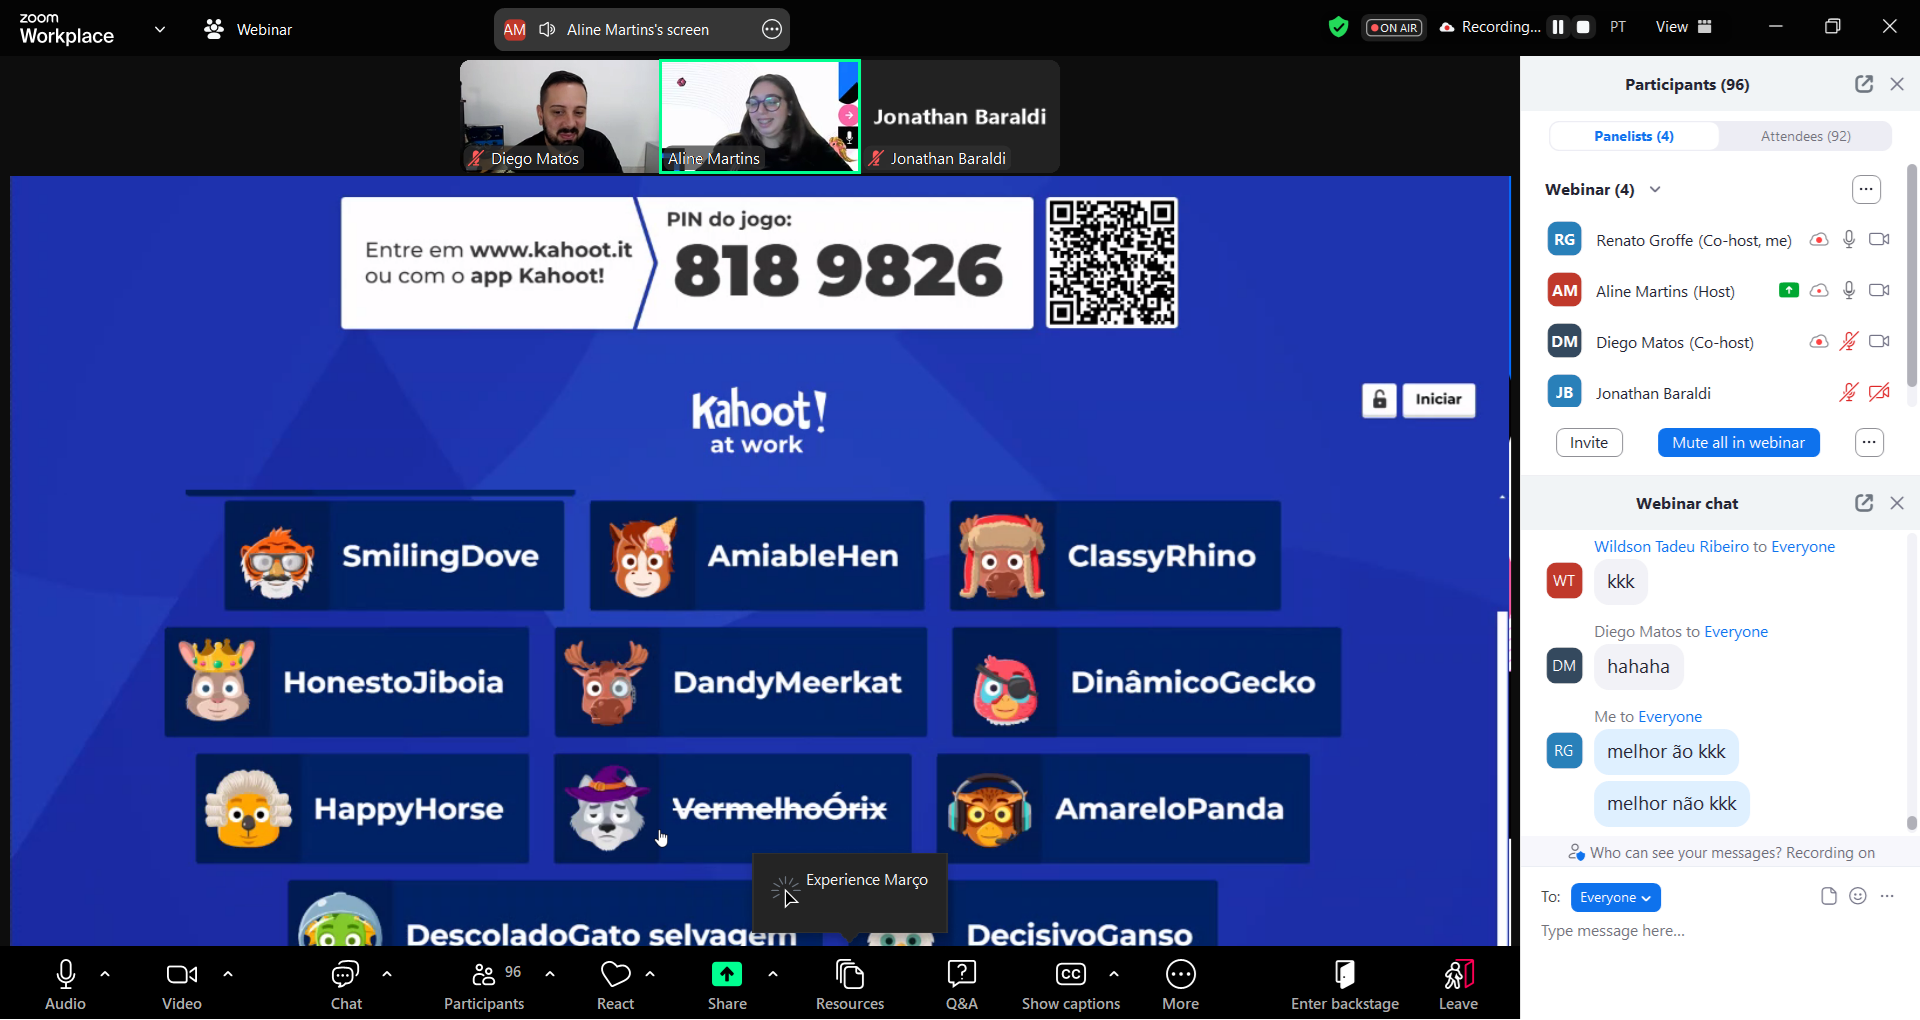 zoom
Workplace
Webinar
AM
Aline Martins's screen
ON AIR
Recording...
PT
View
Diego Matos
Aline Martins
Jonathan Baraldi
Jonathan Baraldi
Entre em www.kahoot.it
ou com o app Kahoot!
PIN do jogo:
818 9826
Kahoot!
at work
Iniciar
SmilingDove
AmiableHen
ClassyRhino
HonestoJiboia
DandyMeerkat
DinâmicoGecko
HappyHorse
VermelhoÓrix
AmareloPanda
DescoladoGato selvagem
DecisivoGanso
Experience Março
Audio
Video
Chat
96
Participants
React
Share
Resources
Q&A
CC
Show captions
More
Enter backstage
Leave
Participants (96)
Panelists (4)
Attendees (92)
Webinar (4)
RG
Renato Groffe (Co-host, me)
AM
Aline Martins (Host)
DM
Diego Matos (Co-host)
JB
Jonathan Baraldi
Invite
Mute all in webinar
Webinar chat
Wildson Tadeu Ribeiro to Everyone
WT
kkk
Diego Matos to Everyone
DM
hahaha
Me to Everyone
RG
melhor ão kkk
melhor não kkk
Who can see your messages? Recording on
To:
Everyone
Type message here...